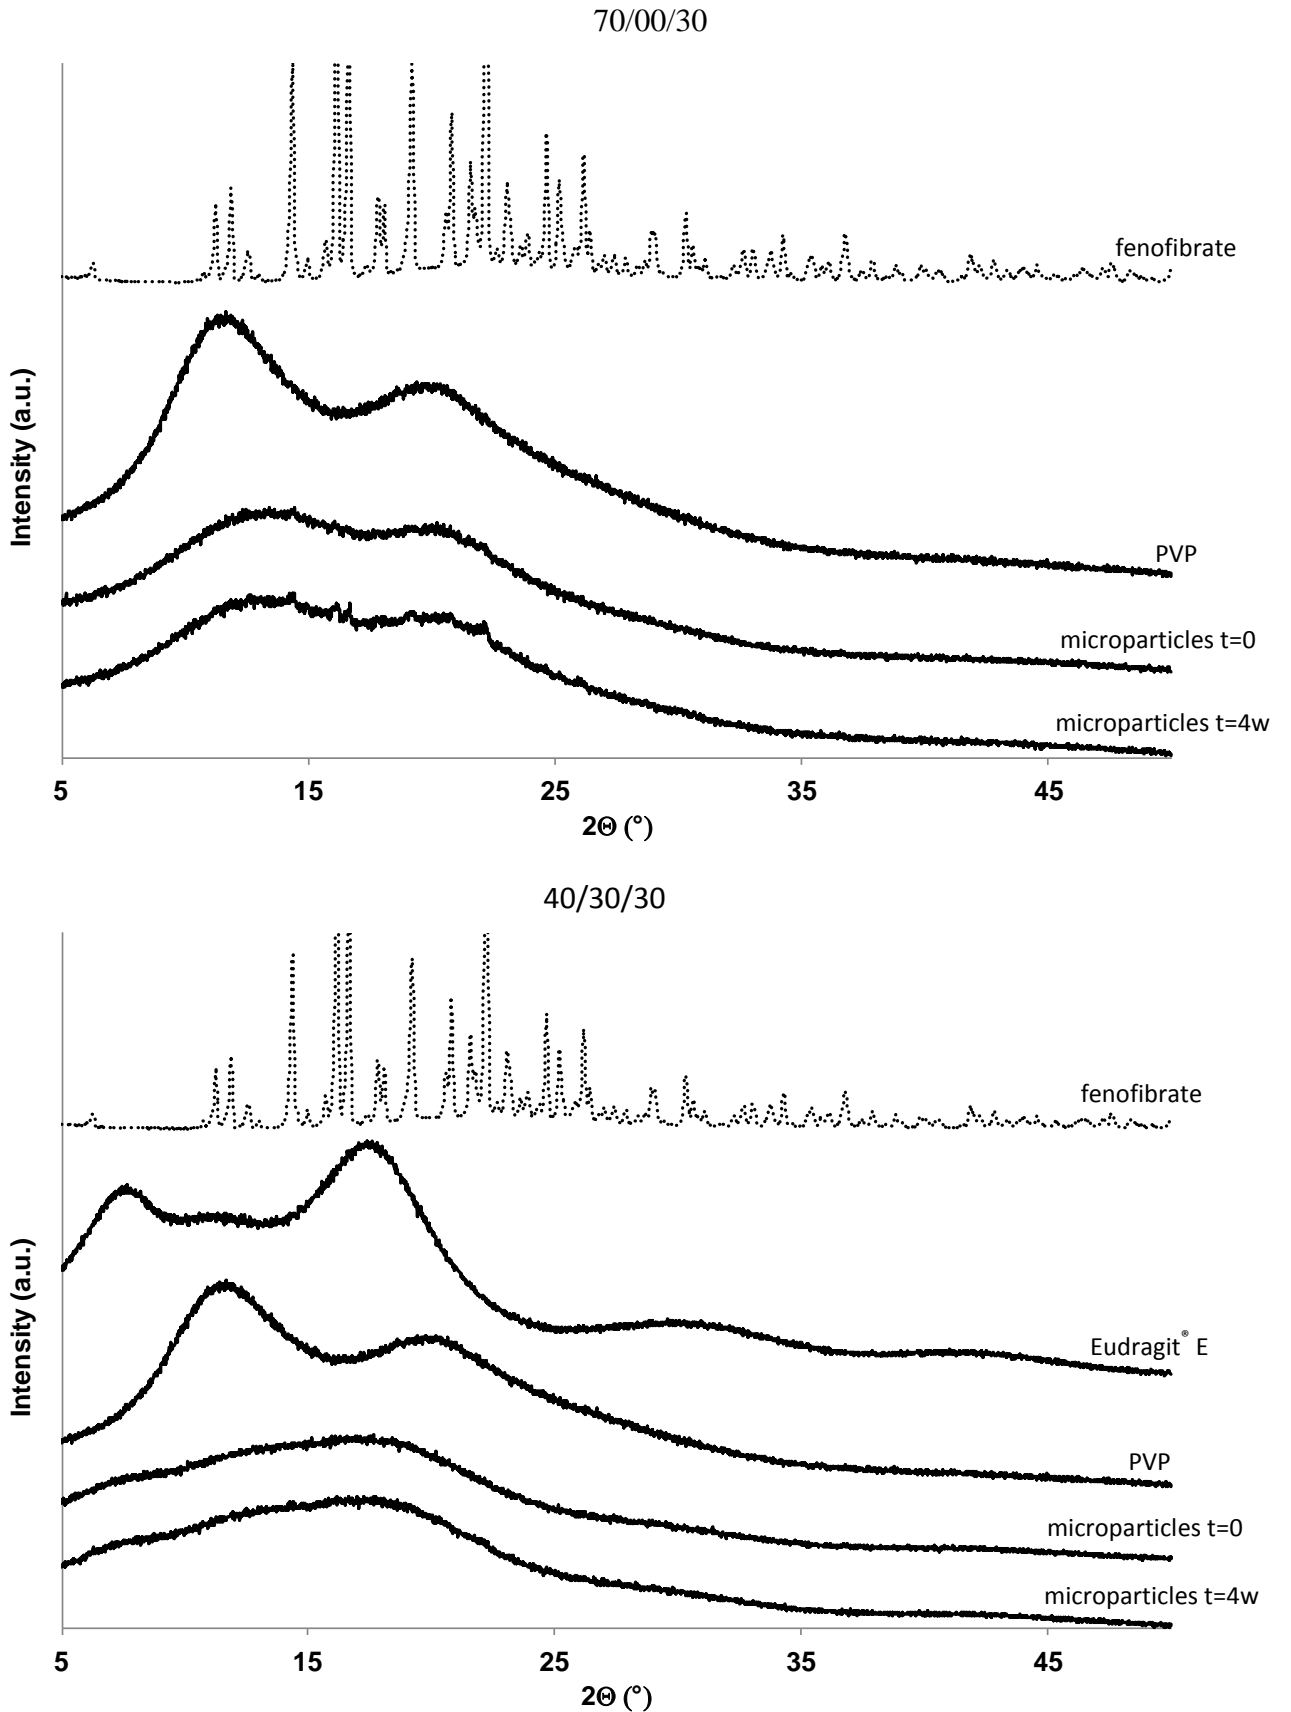 70/00/30
fenofibrate
Intensity (a.u.)
PVP
microparticles t=0
microparticles t=4w
5 15 25 35 45
2Θ (°)
40/30/30
fenofibrate
Intensity (a.u.)
Eudragit® E
PVP
microparticles t=0
microparticles t=4w
5 15 25 35 45
2Θ (°)